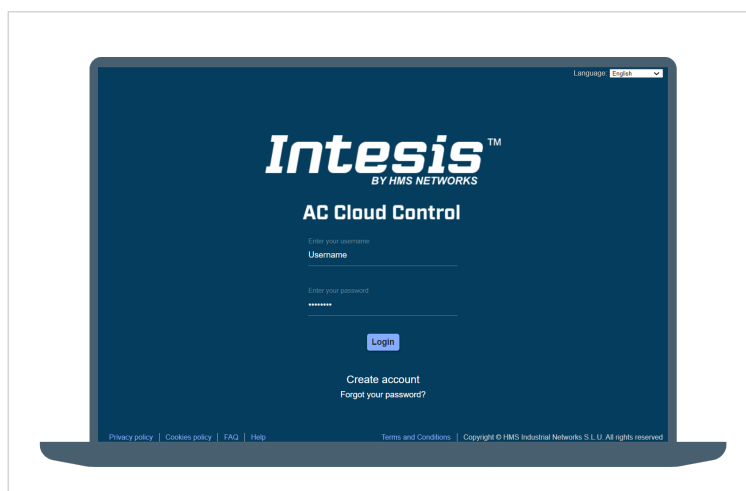 Language: English
Intesis™
BY HMS NETWORKS
AC Cloud Control
Enter your username
Username
Enter your password
••••••••
Login
Create account
Forgot your password?
Privacy policy | Cookies policy | FAQ | Help Terms and Conditions | Copyright © HMS Industrial Networks S.L.U. All rights reserved